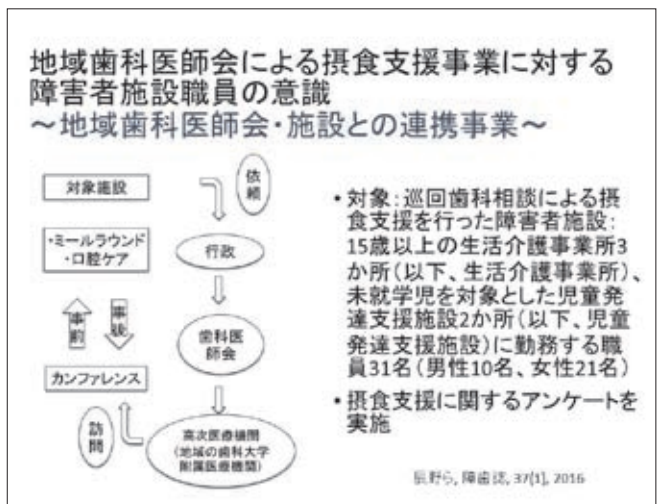 地域歯科医師会による摂食支援事業に対する
障害者施設職員の意識
~地域歯科医師会・施設との連携事業~
対象施設
依
頼
・ミールラウンド
・口腔ケア
行政
事
前
事
後
歯科医
師会
カンファレンス
訪
問
高次医療機関
(地域の歯科大学
附属医療機関)
・対象:巡回歯科相談による摂
食支援を行った障害者施設:
15歳以上の生活介護事業所3
か所(以下、生活介護事業所)、
未就学児を対象とした児童発
達支援施設2か所(以下、児童
発達支援施設)に勤務する職
員31名(男性10名、女性21名)
・摂食支援に関するアンケートを
実施
辰野ら, 障歯誌, 37(1), 2016